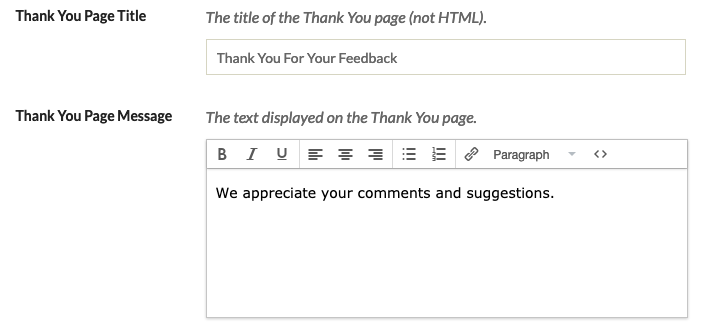 Thank You Page Title
The title of the Thank You page (not HTML).
Thank You For Your Feedback
Thank You Page Message
The text displayed on the Thank You page.
B I U Paragraph <>
We appreciate your comments and suggestions.